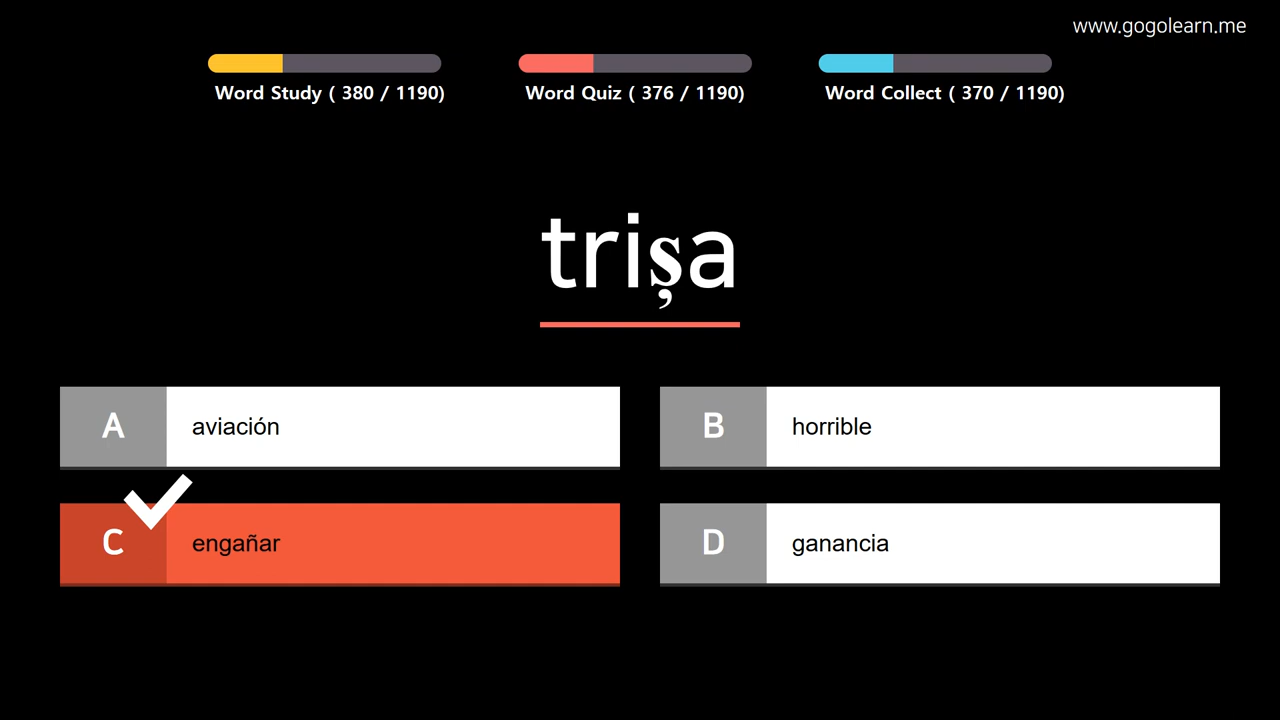 www.gogolearn.me
Word Study ( 380 / 1190)
Word Quiz ( 376 / 1190)
Word Collect ( 370 / 1190)
trișa
A aviación
B horrible
C engañar
D ganancia